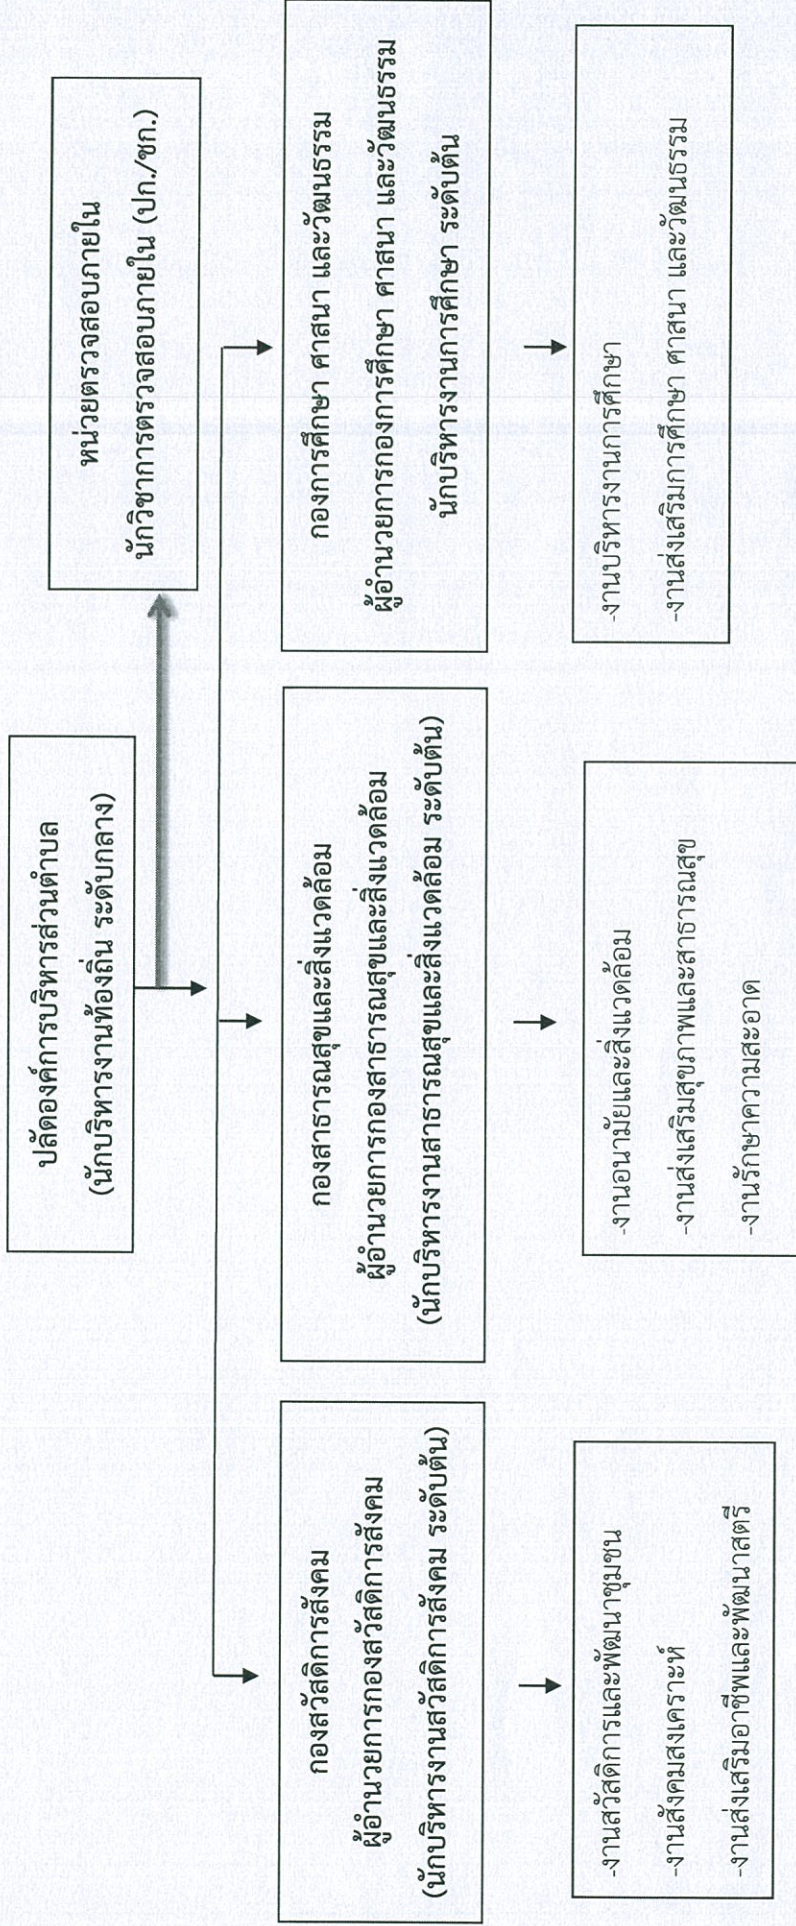 ปลัดองค์การบริหารส่วนตำบล
(นักบริหารงานท้องถิ่น ระดับกลาง)
หน่วยตรวจสอบภายใน
นักวิชาการตรวจสอบภายใน (ปก./ชก.)
กองสวัสดิการสังคม
ผู้อำนวยการกองสวัสดิการสังคม
(นักบริหารงานสวัสดิการสังคม ระดับต้น)
กองสาธารณสุขและสิ่งแวดล้อม
ผู้อำนวยการกองสาธารณสุขและสิ่งแวดล้อม
(นักบริหารงานสาธารณสุขและสิ่งแวดล้อม ระดับต้น)
กองการศึกษา ศาสนา และวัฒนธรรม
ผู้อำนวยการกองการศึกษา ศาสนา และวัฒนธรรม
นักบริหารงานการศึกษา ระดับต้น
-งานสวัสดิการและพัฒนาชุมชน
-งานสังคมสงเคราะห์
-งานส่งเสริมอาชีพและพัฒนาสตรี
-งานอนามัยและสิ่งแวดล้อม
-งานส่งเสริมสุขภาพและสาธารณสุข
-งานรักษาความสะอาด
-งานบริหารงานการศึกษา
-งานส่งเสริมการศึกษา ศาสนา และวัฒนธรรม